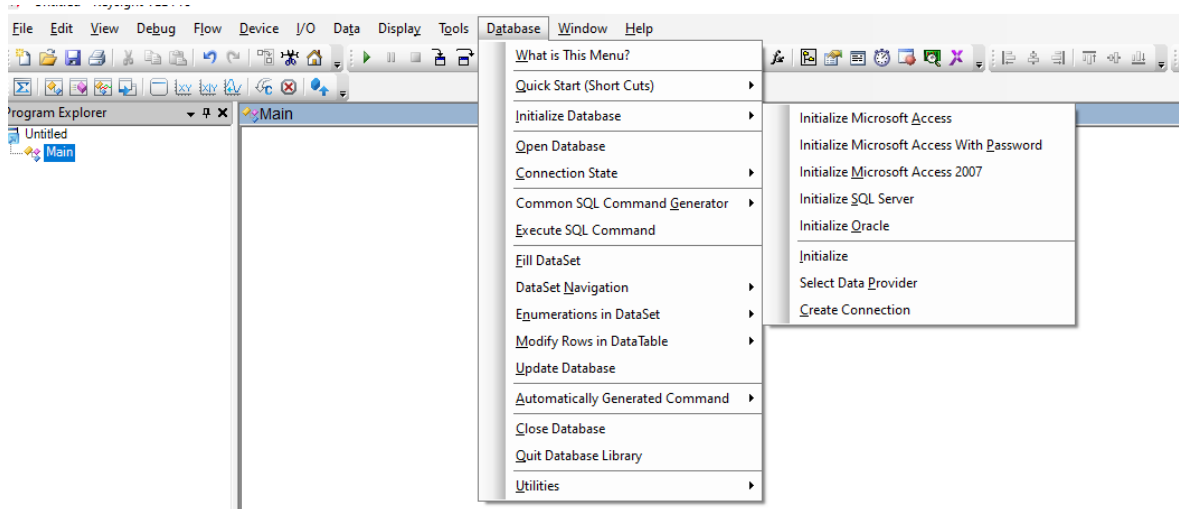 File Edit View Debug Flow Device I/O Data Display Tools Database Window Help
Program Explorer
Main
Untitled
Main
What is This Menu?
Quick Start (Short Cuts)
Initialize Database
Open Database
Connection State
Common SQL Command Generator
Execute SQL Command
Fill DataSet
DataSet Navigation
Enumerations in DataSet
Modify Rows in DataTable
Update Database
Automatically Generated Command
Close Database
Quit Database Library
Utilities
Initialize Microsoft Access
Initialize Microsoft Access With Password
Initialize Microsoft Access 2007
Initialize SQL Server
Initialize Oracle
Initialize
Select Data Provider
Create Connection